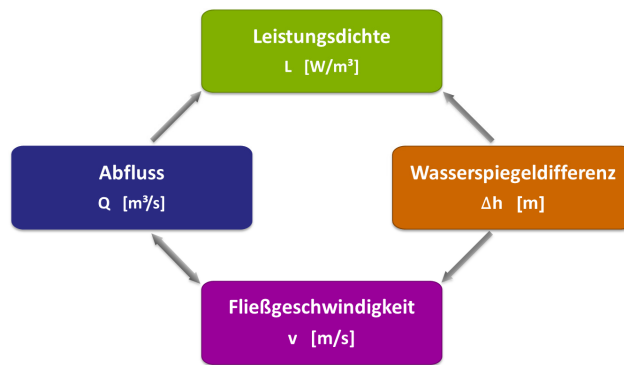 Leistungsdichte
L [W/m³]
Abfluss
Q [m³/s]
Wasserspiegeldifferenz
Δh [m]
Fließgeschwindigkeit
v [m/s]